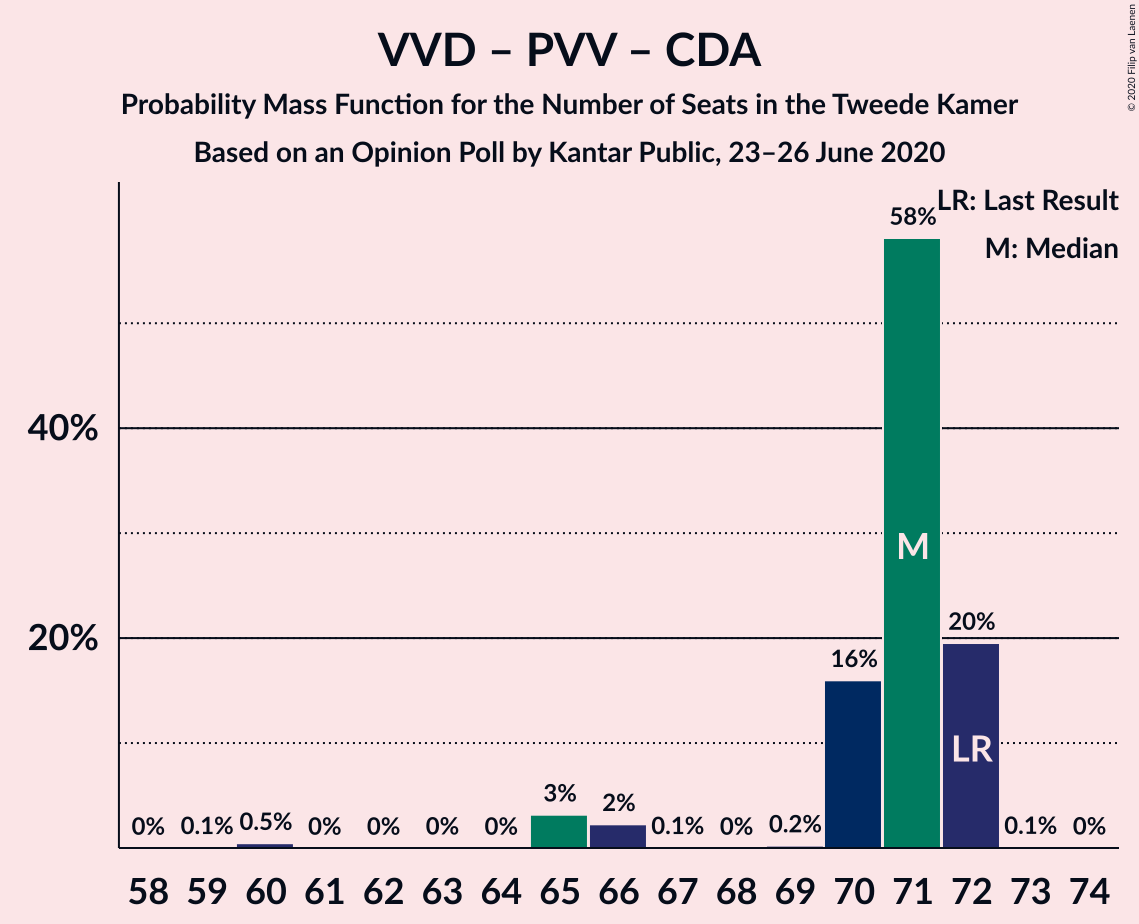 VVD – PVV – CDA
Probability Mass Function for the Number of Seats in the Tweede Kamer
Based on an Opinion Poll by Kantar Public, 23–26 June 2020
© 2020 Filip van Laenen
LR: Last Result
M: Median
40%
20%
0% 0.1% 0.5% 0% 0% 0% 0% 3% 2% 0.1% 0% 0.2% 16% 58% 20% 0.1% 0%
M
LR
58 59 60 61 62 63 64 65 66 67 68 69 70 71 72 73 74